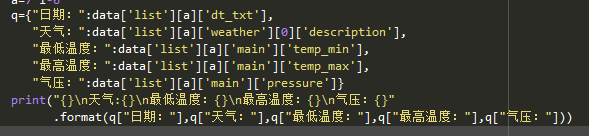 q={"日期：":data['list'][a]['dt_txt'],
"天气：":data['list'][a]['weather'][0]['description'],
"最低温度：":data['list'][a]['main']['temp_min'],
"最高温度：":data['list'][a]['main']['temp_max'],
"气压：":data['list'][a]['main']['pressure']}
print("{}\n天气:{}\n最低温度：{}\n最高温度：{}\n气压：{}"
.format(q["日期："],q["天气："],q["最低温度："],q["最高温度："],q["气压："]))